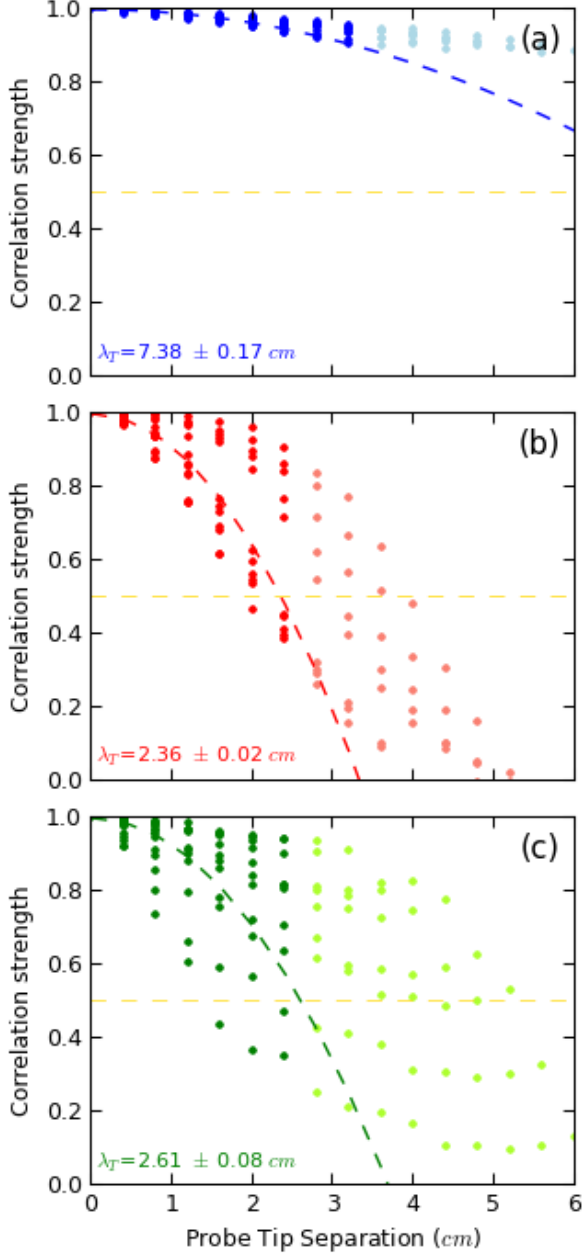 1.0
(a)
0.8
0.6
0.4
0.2
0.0
Correlation strength
λT=7.38 ± 0.17 cm
1.0
(b)
0.8
0.6
0.4
0.2
0.0
Correlation strength
λT=2.36 ± 0.02 cm
1.0
(c)
0.8
0.6
0.4
0.2
0.0
Correlation strength
λT=2.61 ± 0.08 cm
0 1 2 3 4 5 6
Probe Tip Separation (cm)